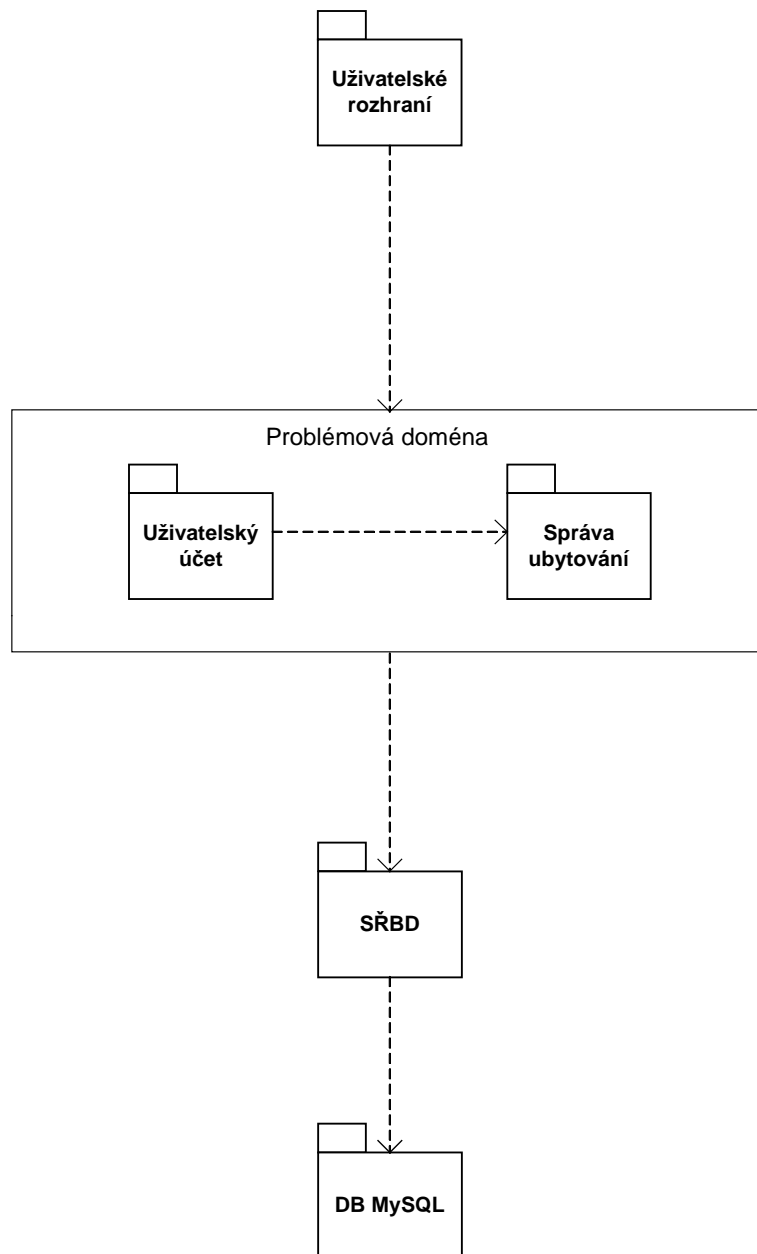 Uživatelské
rozhraní
Problémová doména
Uživatelský
účet
Správa
ubytování
SŘBD
DB MySQL